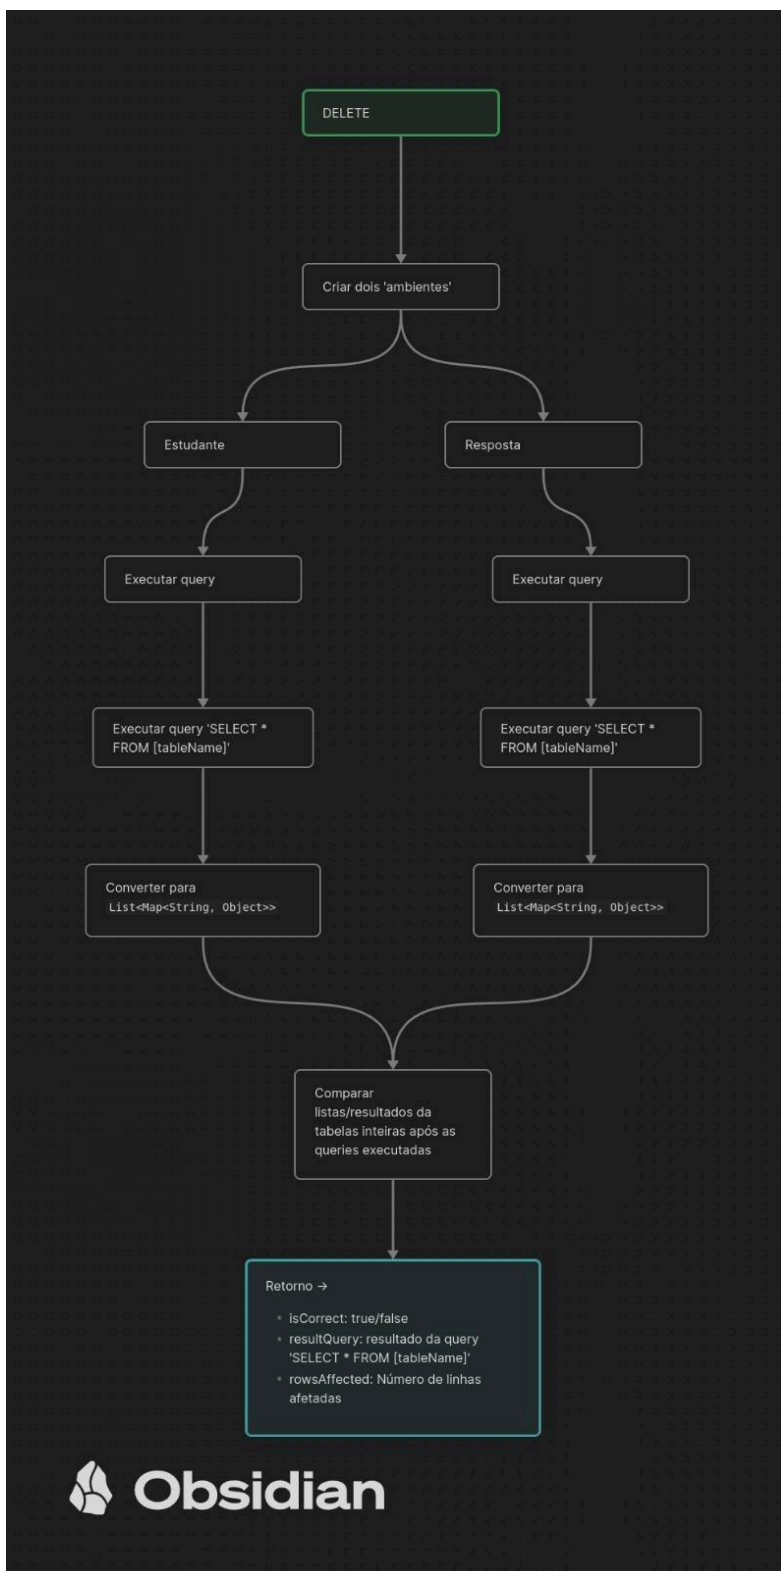 DELETE
Criar dois 'ambientes'
Estudante
Resposta
Executar query
Executar query
Executar query 'SELECT *
FROM [tableName]'
Executar query 'SELECT *
FROM [tableName]'
Converter para
List<Map<String, Object>>
Converter para
List<Map<String, Object>>
Comparar
listas/resultados da
tabelas inteiras após as
queries executadas
Retorno →
• isCorrect: true/false
• resultQuery: resultado da query
'SELECT * FROM [tableName]'
• rowsAffected: Número de linhas
afetadas
Obsidian